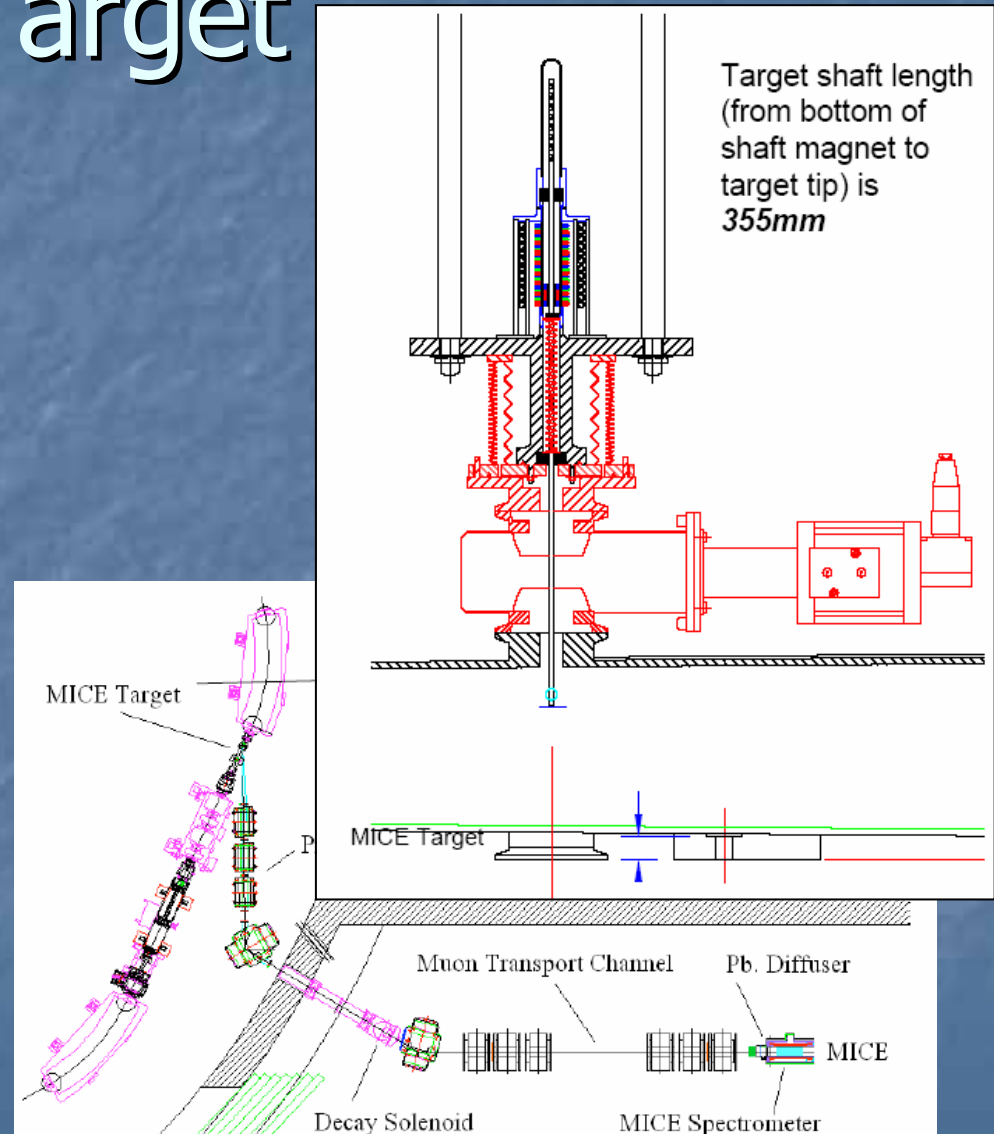 arget
Target shaft length
(from bottom of
shaft magnet to
target tip) is
355mm
MICE Target
MICE Target
P
Muon Transport Channel
Pb. Diffuser
MICE
Decay Solenoid
MICE Spectrometer